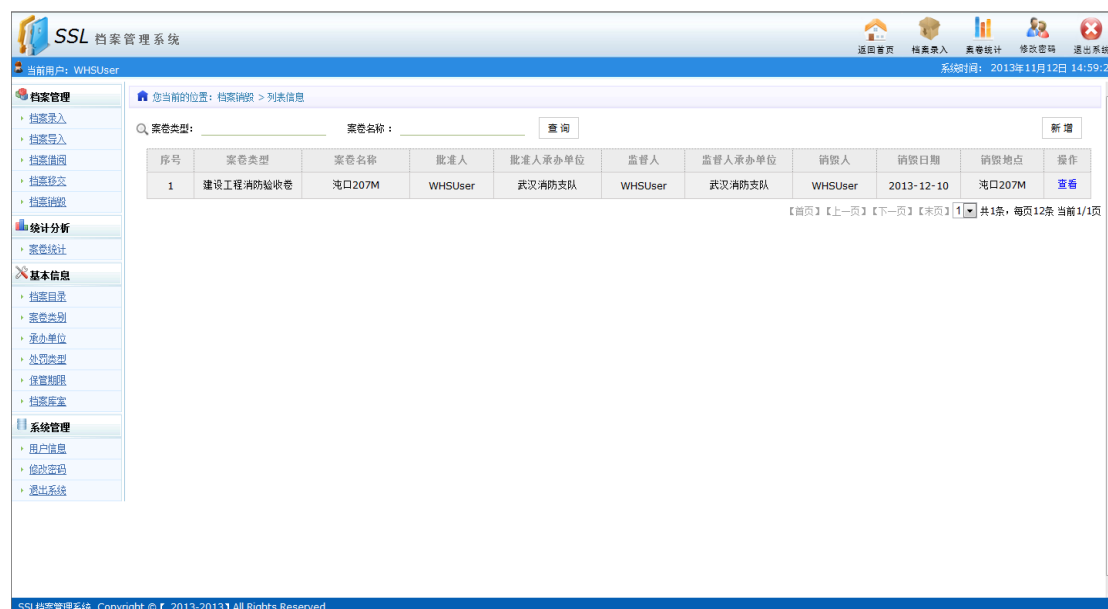 SSL 档案管理系统
返回首页 档案录入 案卷统计 修改密码 退出系统
当前用户: WHSUser
系统时间: 2013年11月12日 14:59:2
档案管理
档案录入
档案导入
档案借阅
档案移交
档案销毁
统计分析
案卷统计
基本信息
档案目录
案卷类别
承办单位
处罚类型
保管期限
档案库室
系统管理
用户信息
修改密码
退出系统
您当前的位置: 档案销毁 > 列表信息
案卷类型: 案卷名称: 查询 新增
序号 案卷类型 案卷名称 批准人 批准人承办单位 监督人 监督人承办单位 销毁人 销毁日期 销毁地点 操作
1 建设工程消防验收卷 沌口207M WHSUser 武汉消防支队 WHSUser 武汉消防支队 WHSUser 2013-12-10 沌口207M 查看
【首页】【上一页】【下一页】【末页】 1 共1条, 每页12条 当前1/1页
SSL档案管理系统 Copyright ©【 2013-2013】All Rights Reserved